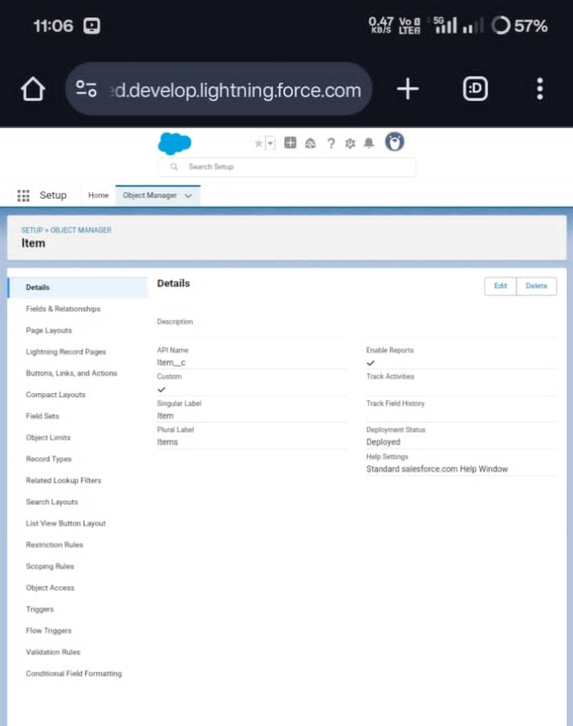 11:06
0.47 KB/S Vo LTE 5G 57%
d.develop.lightning.force.com
:D
Search Setup
Setup Home Object Manager
SETUP > OBJECT MANAGER
Item
Details
Fields & Relationships
Page Layouts
Lightning Record Pages
Buttons, Links, and Actions
Compact Layouts
Field Sets
Object Limits
Record Types
Related Lookup Filters
Search Layouts
List View Button Layout
Restriction Rules
Scoping Rules
Object Access
Triggers
Flow Triggers
Validation Rules
Conditional Field Formatting
Details
Edit Delete
Description
API Name
Item__c
Custom
Singular Label
Item
Plural Label
Items
Enable Reports
Track Activities
Track Field History
Deployment Status
Deployed
Help Settings
Standard salesforce.com Help Window